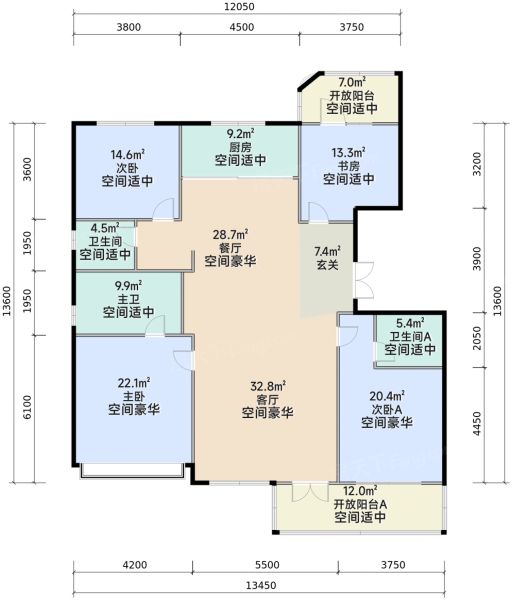 12050
3800
4500
3750
7.0㎡
开放阳台
空间适中
9.2㎡
厨房
空间适中
14.6㎡
次卧
空间适中
13.3㎡
书房
空间适中
3600
3200
4.5㎡
卫生间
空间适中
28.7㎡
餐厅
空间豪华
7.4㎡
玄关
1950
3900
9.9㎡
主卫
空间适中
1950
13600
13600
5.4㎡
卫生间A
空间适中
2050
22.1㎡
主卧
空间豪华
32.8㎡
客厅
空间豪华
20.4㎡
次卧A
空间豪华
6100
4450
12.0㎡
开放阳台A
空间适中
4200
5500
3750
13450